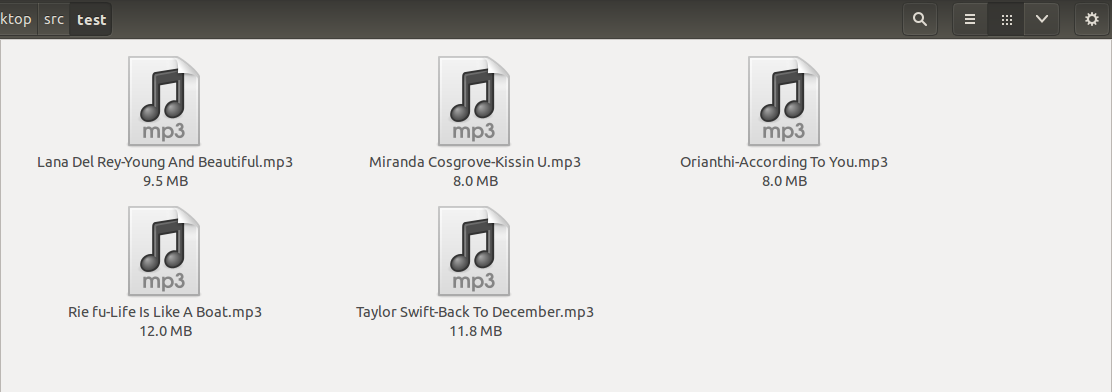 ktop src test
mp3 mp3 mp3
Lana Del Rey-Young And Beautiful.mp3 Miranda Cosgrove-Kissin U.mp3 Orianthi-According To You.mp3
9.5 MB 8.0 MB 8.0 MB
mp3 mp3
Rie fu-Life Is Like A Boat.mp3 Taylor Swift-Back To December.mp3
12.0 MB 11.8 MB